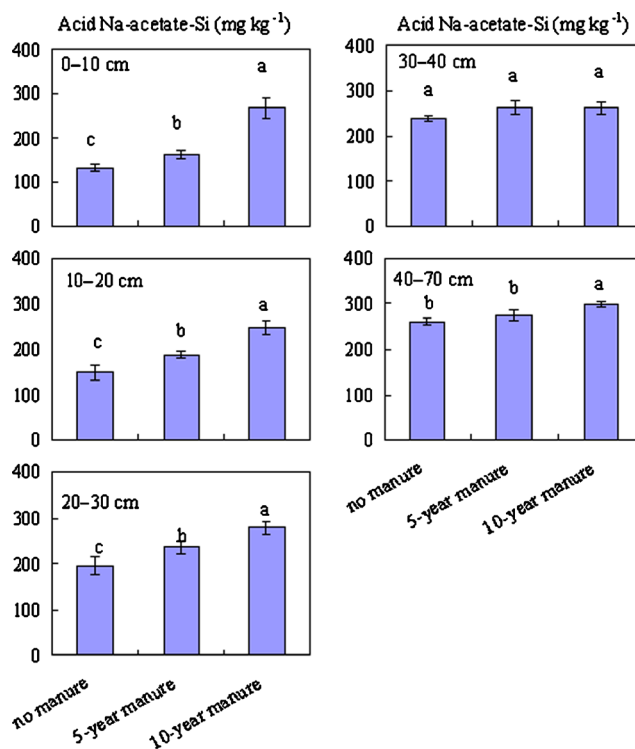 Acid Na-acetate-Si (mg kg⁻¹)
0–10 cm
400
300
200
100
0
c
b
a
10–20 cm
400
300
200
100
0
c
b
a
20–30 cm
400
300
200
100
0
c
b
a
no manure
5-year manure
10-year manure
Acid Na-acetate-Si (mg kg⁻¹)
30–40 cm
400
300
200
100
0
a
a
a
40–70 cm
400
300
200
100
0
b
b
a
no manure
5-year manure
10-year manure